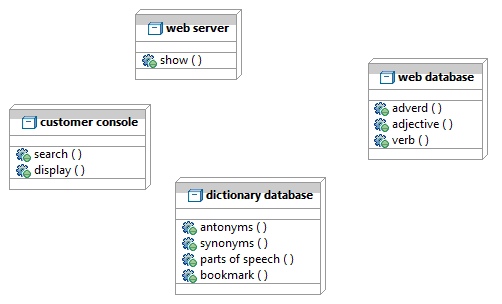 web server
show ( )
web database
adverd ( )
adjective ( )
verb ( )
customer console
search ( )
display ( )
dictionary database
antonyms ( )
synonyms ( )
parts of speech ( )
bookmark ( )